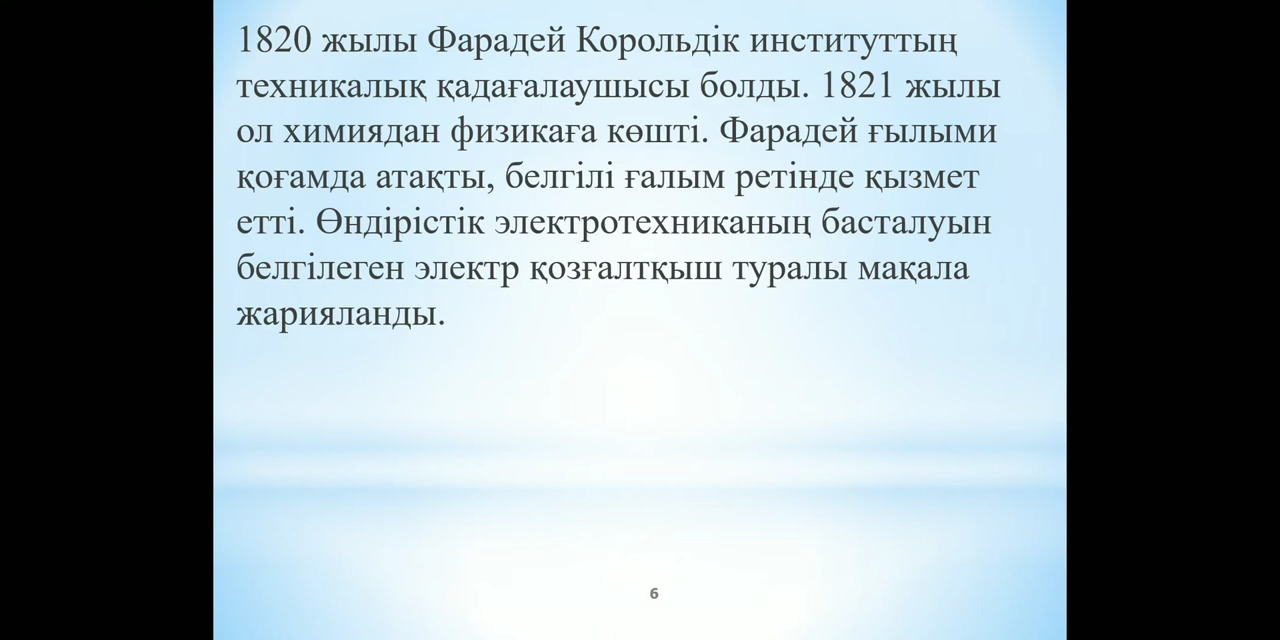 1820 жылы Фарадей Корольдік институттың
техникалық қадағалаушысы болды. 1821 жылы
ол химиядан физикаға көшті. Фарадей ғылыми
қоғамда атақты, белгілі ғалым ретінде қызмет
етті. Өндірістік электротехниканың басталуын
белгілеген электр қозғалтқыш туралы мақала
жарияланды.
6